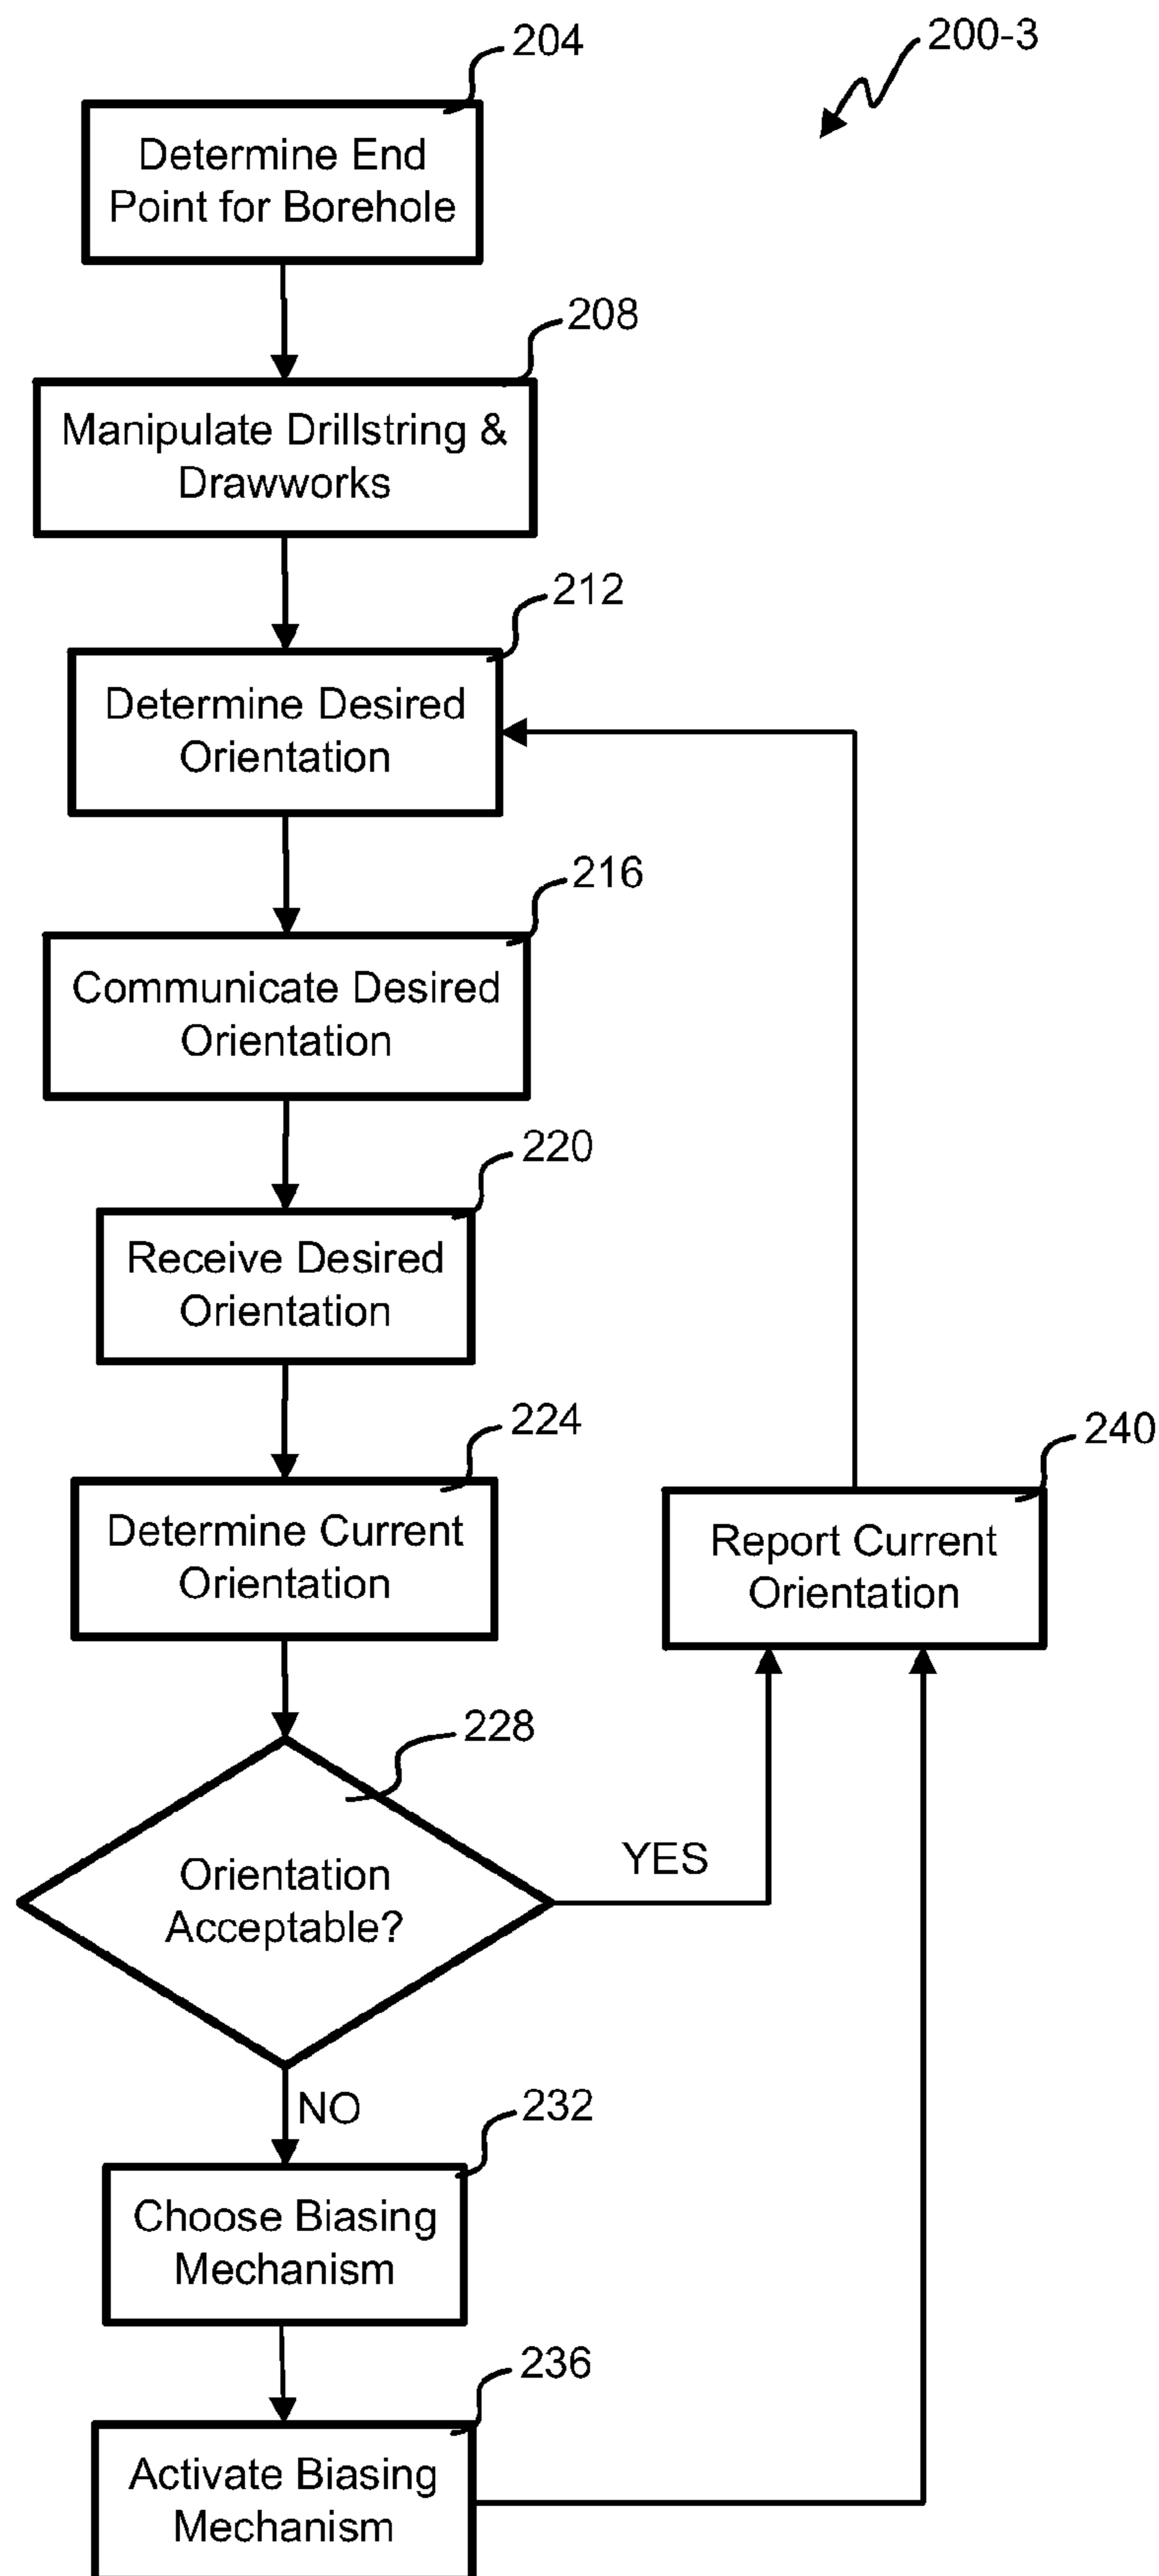 204
200-3
Determine End
Point for Borehole
208
Manipulate Drillstring &
Drawworks
212
Determine Desired
Orientation
216
Communicate Desired
Orientation
220
Receive Desired
Orientation
224
Determine Current
Orientation
240
Report Current
Orientation
228
Orientation
Acceptable?
YES
NO
232
Choose Biasing
Mechanism
236
Activate Biasing
Mechanism